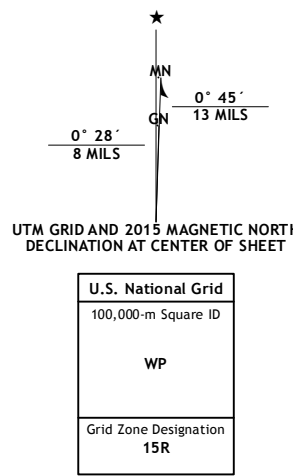 ★
MN
0° 45´
13 MILS
GN
0° 28´
8 MILS
UTM GRID AND 2015 MAGNETIC NORTH
DECLINATION AT CENTER OF SHEET
U.S. National Grid
100,000-m Square ID
WP
Grid Zone Designation
15R